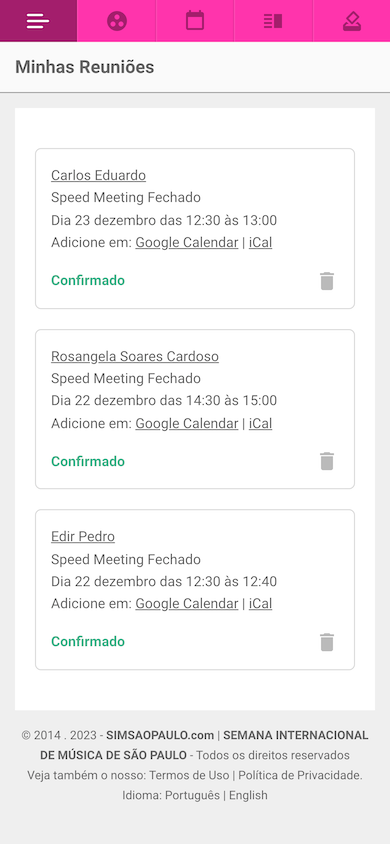 Minhas Reuniões
Carlos Eduardo
Speed Meeting Fechado
Dia 23 dezembro das 12:30 às 13:00
Adicione em: Google Calendar | iCal
Confirmado
Rosangela Soares Cardoso
Speed Meeting Fechado
Dia 22 dezembro das 14:30 às 15:00
Adicione em: Google Calendar | iCal
Confirmado
Edir Pedro
Speed Meeting Fechado
Dia 22 dezembro das 12:30 às 12:40
Adicione em: Google Calendar | iCal
Confirmado
© 2014 . 2023 - SIMSAOPAULO.com | SEMANA INTERNACIONAL
DE MÚSICA DE SÃO PAULO - Todos os direitos reservados
Veja também o nosso: Termos de Uso | Política de Privacidade.
Idioma: Português | English